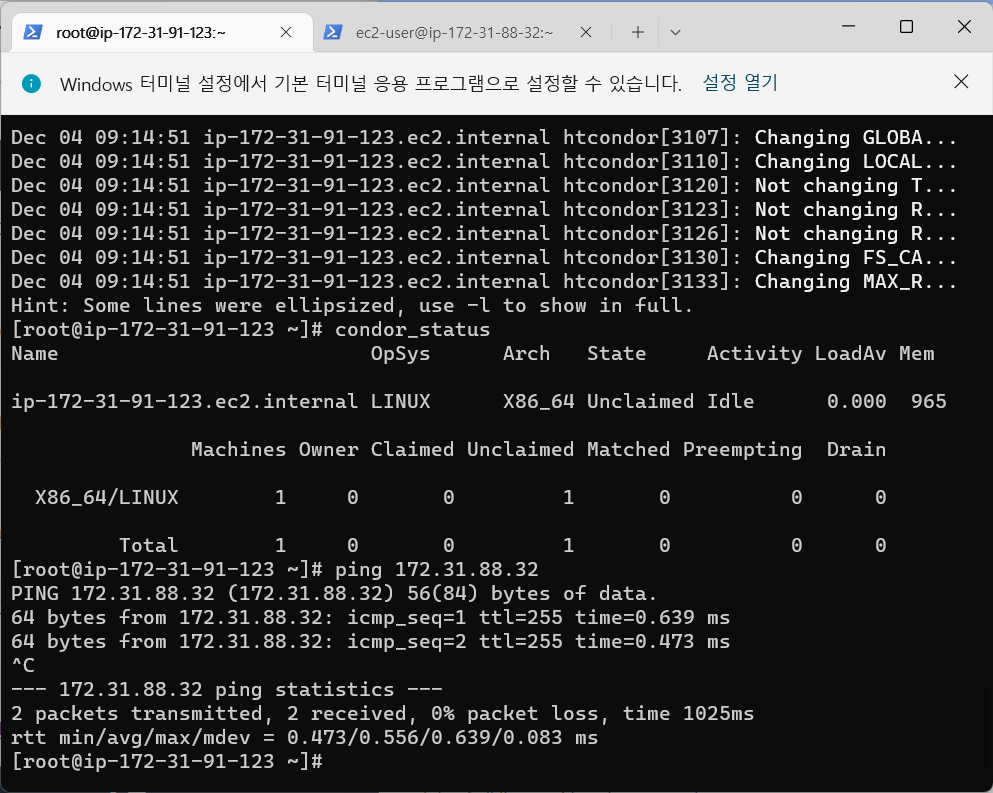 root@ip-172-31-91-123:~
ec2-user@ip-172-31-88-32:~
Windows 터미널 설정에서 기본 터미널 응용 프로그램으로 설정할 수 있습니다. 설정 열기
Dec 04 09:14:51 ip-172-31-91-123.ec2.internal htcondor[3107]: Changing GLOBA...
Dec 04 09:14:51 ip-172-31-91-123.ec2.internal htcondor[3110]: Changing LOCAL...
Dec 04 09:14:51 ip-172-31-91-123.ec2.internal htcondor[3120]: Not changing T...
Dec 04 09:14:51 ip-172-31-91-123.ec2.internal htcondor[3123]: Not changing R...
Dec 04 09:14:51 ip-172-31-91-123.ec2.internal htcondor[3126]: Not changing R...
Dec 04 09:14:51 ip-172-31-91-123.ec2.internal htcondor[3130]: Changing FS_CA...
Dec 04 09:14:51 ip-172-31-91-123.ec2.internal htcondor[3133]: Changing MAX_R...
Hint: Some lines were ellipsized, use -l to show in full.
[root@ip-172-31-91-123 ~]# condor_status
Name OpSys Arch State Activity LoadAv Mem
ip-172-31-91-123.ec2.internal LINUX X86_64 Unclaimed Idle 0.000 965
Machines Owner Claimed Unclaimed Matched Preempting Drain
X86_64/LINUX 1 0 0 1 0 0 0
Total 1 0 0 1 0 0 0
[root@ip-172-31-91-123 ~]# ping 172.31.88.32
PING 172.31.88.32 (172.31.88.32) 56(84) bytes of data.
64 bytes from 172.31.88.32: icmp_seq=1 ttl=255 time=0.639 ms
64 bytes from 172.31.88.32: icmp_seq=2 ttl=255 time=0.473 ms
^C
--- 172.31.88.32 ping statistics ---
2 packets transmitted, 2 received, 0% packet loss, time 1025ms
rtt min/avg/max/mdev = 0.473/0.556/0.639/0.083 ms
[root@ip-172-31-91-123 ~]#